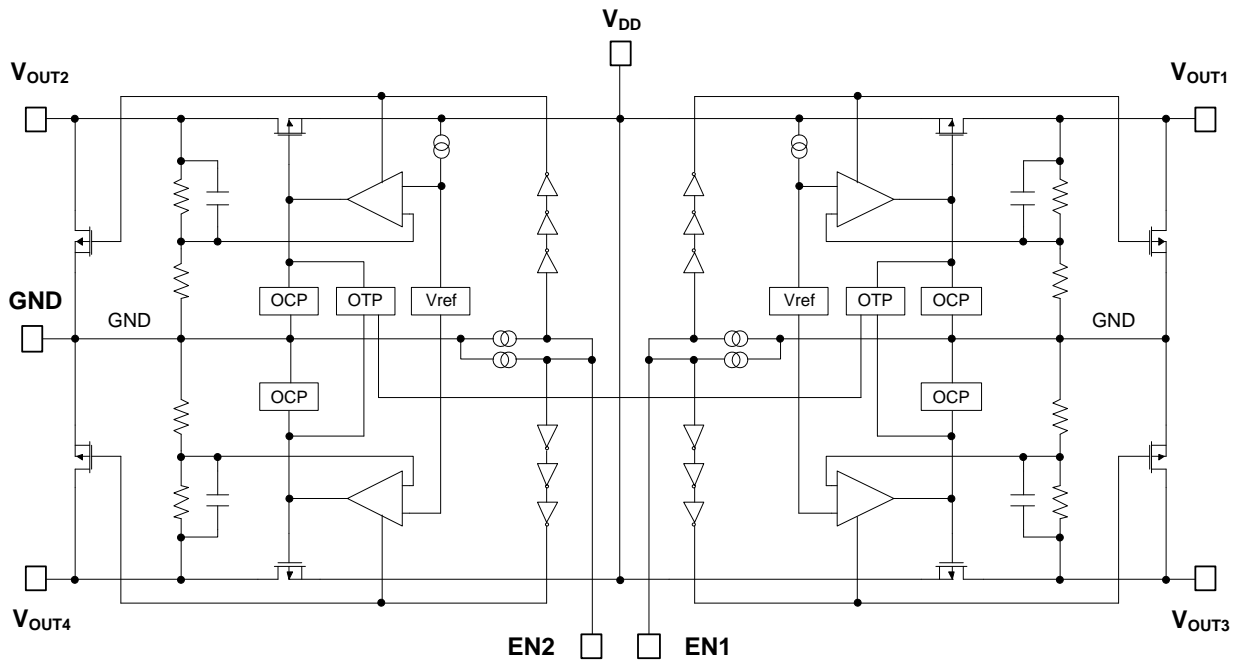 VDD
VOUT2
VOUT1
GND
OCP
OTP
Vref
Vref
OTP
OCP
GND
GND
OCP
OCP
VOUT4
EN2
EN1
VOUT3